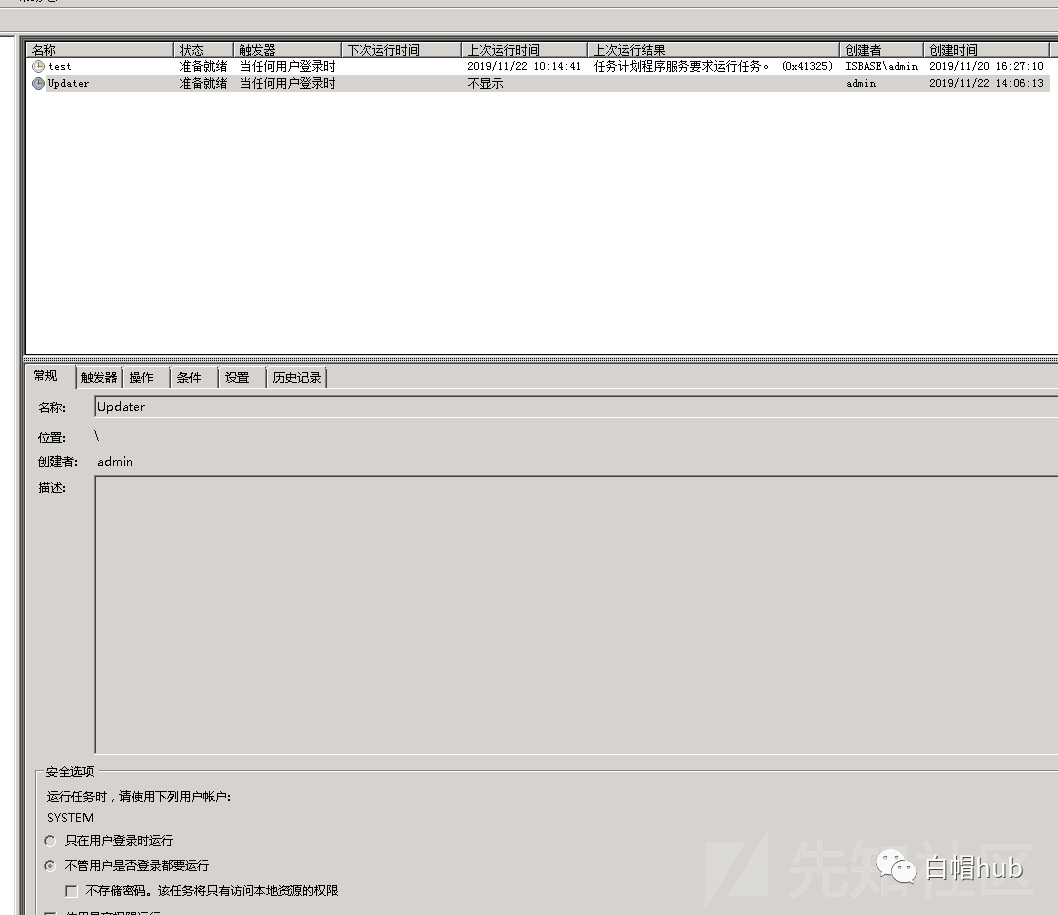 名称 状态 触发器 下次运行时间 上次运行时间 上次运行结果 创建者 创建时间
test 准备就绪 当任何用户登录时 2019/11/22 10:14:41 任务计划程序服务要求运行任务。 (0x41325) ISBASE\admin 2019/11/20 16:27:10
Updater 准备就绪 当任何用户登录时 不显示 admin 2019/11/22 14:06:13
常规 触发器 操作 条件 设置 历史记录
名称: Updater
位置: \
创建者: admin
描述:
安全选项
运行任务时，请使用下列用户帐户:
SYSTEM
只在用户登录时运行
不管用户是否登录都要运行
不存储密码。该任务将只有访问本地资源的权限
先知社区
白帽hub